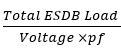 Total ESDB Load
Voltage ×pf